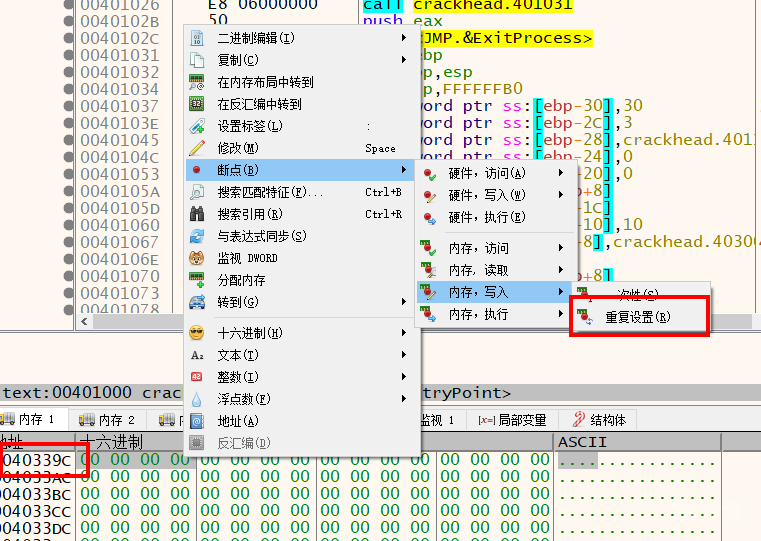 00401026 E8 06000000 call crackhead.401031
0040102B 50 push eax
0040102C JMP.&ExitProcess>
00401031 bp
00401032 p,esp
00401034 p,FFFFFFB0
00401037 ord ptr ss:[ebp-30],30
0040103E ord ptr ss:[ebp-2C],3
00401045 ord ptr ss:[ebp-28],crackhead.401
0040104C ord ptr ss:[ebp-24],0
00401053 ord ptr ss:[ebp-20],0
0040105A p+8]
0040105D -1C]
00401060 -10],10
00401067 -8],crackhead.40300
0040106E
00401070 bp+8]
00401073
00401078
二进制编辑(I)
复制(C)
在内存布局中转到
在反汇编中转到
设置标签(L) :
修改(M) Space
断点(B)
搜索匹配特征(F)... Ctrl+B
搜索引用(R) Ctrl+R
与表达式同步(S)
监视 DWORD
分配内存
转到(G)
十六进制(H)
文本(T)
整数(I)
浮点数(F)
地址(A)
反汇编(D)
硬件，访问(A)
硬件，写入(W)
硬件，执行(E)
内存，访问
内存，读取
内存，写入
内存，执行
次性(S)
重复设置(R)
text:00401000 crac tryPoint>
内存 1 内存 2 监视 1 [x=] 局部变量 结构体
地址 十六进制 ASCII
0040339C 00 00 00 00 00 00 00 00 00 00 00 00 00 00 00 00 ................
004033AC 00 00 00 00 00 00 00 00 00 00 00 00 00 00 00 00 ................
004033BC 00 00 00 00 00 00 00 00 00 00 00 00 00 00 00 00 ................
004033CC 00 00 00 00 00 00 00 00 00 00 00 00 00 00 00 00 ................
004033DC 00 00 00 00 00 00 00 00 00 00 00 00 00 00 00 00 ................